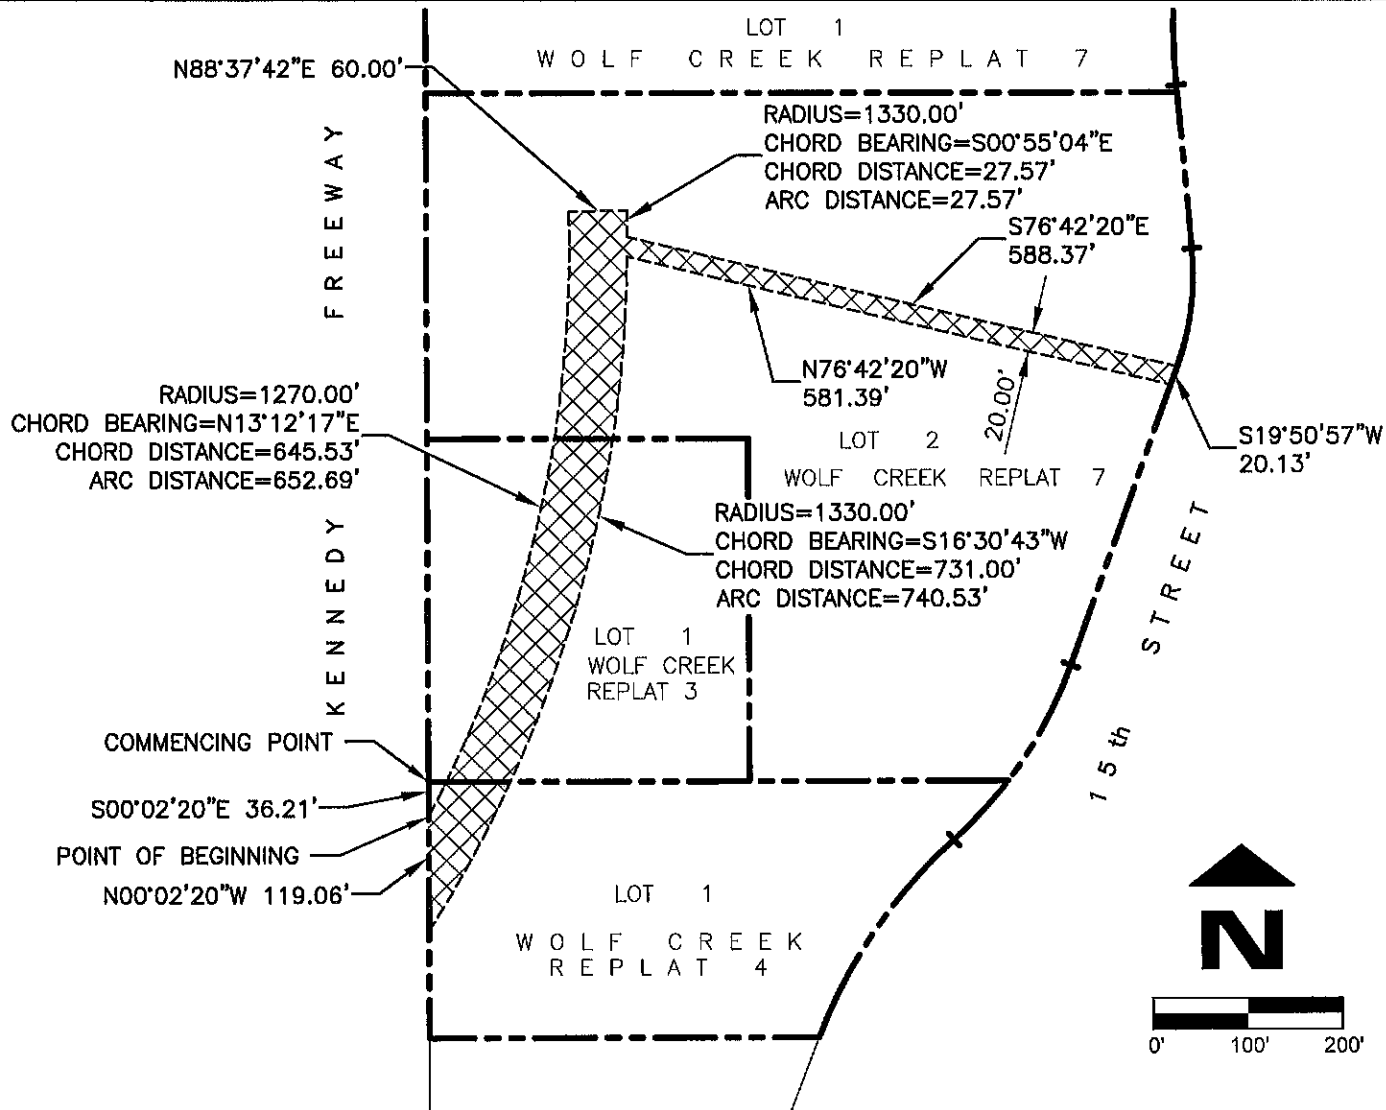 LOT 1
WOLF CREEK REPLAT 7
N88°37'42"E 60.00'
RADIUS=1330.00'
CHORD BEARING=S00°55'04"E
CHORD DISTANCE=27.57'
ARC DISTANCE=27.57'
KENNEDY FREEWAY
S76°42'20"E
588.37'
N76°42'20"W
581.39'
20.00'
RADIUS=1270.00'
CHORD BEARING=N13°12'17"E
CHORD DISTANCE=645.53'
ARC DISTANCE=652.69'
LOT 2
WOLF CREEK REPLAT 7
S19°50'57"W
20.13'
RADIUS=1330.00'
CHORD BEARING=S16°30'43"W
CHORD DISTANCE=731.00'
ARC DISTANCE=740.53'
15th STREET
LOT 1
WOLF CREEK
REPLAT 3
COMMENCING POINT
S00°02'20"E 36.21'
POINT OF BEGINNING
N00°02'20"W 119.06'
LOT 1
WOLF CREEK
REPLAT 4
N
0' 100' 200'